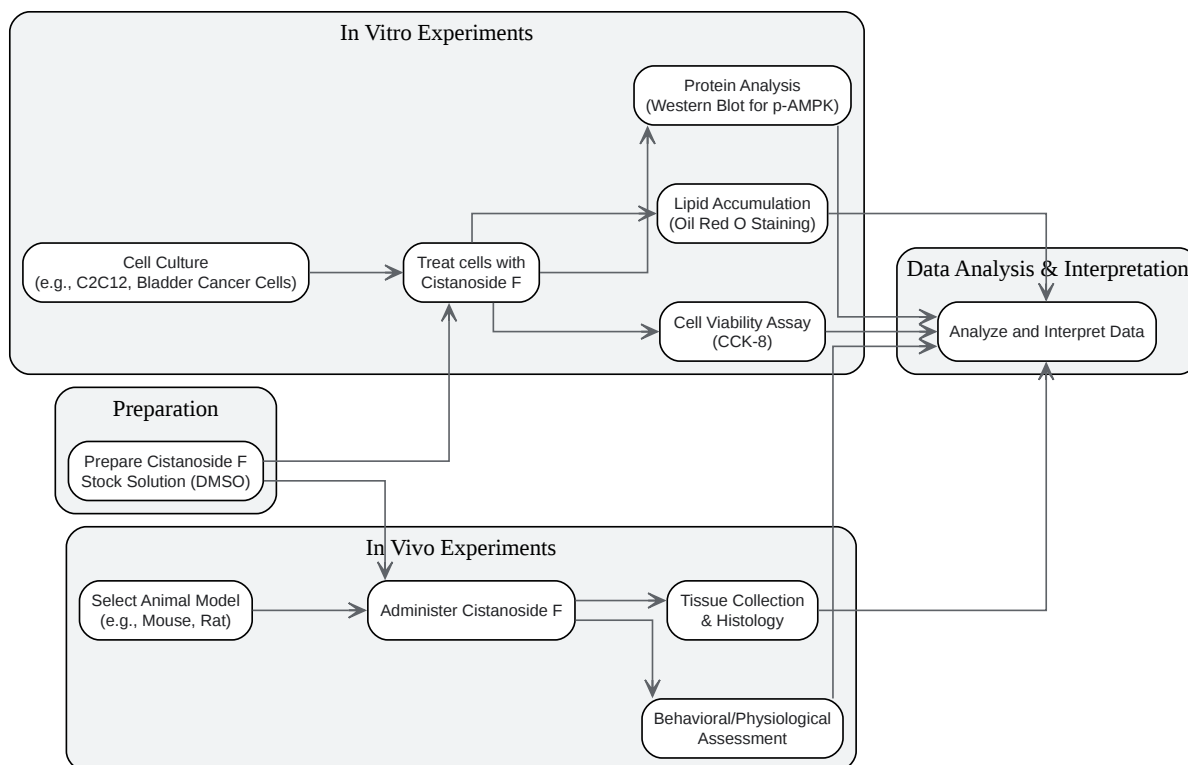 In Vitro Experiments
Protein Analysis
(Western Blot for p-AMPK)
Lipid Accumulation
(Oil Red O Staining)
Cell Culture
(e.g., C2C12, Bladder Cancer Cells)
Treat cells with
Cistanoside F
Cell Viability Assay
(CCK-8)
Data Analysis & Interpretation
Analyze and Interpret Data
Preparation
Prepare Cistanoside F
Stock Solution (DMSO)
In Vivo Experiments
Select Animal Model
(e.g., Mouse, Rat)
Administer Cistanoside F
Tissue Collection
& Histology
Behavioral/Physiological
Assessment